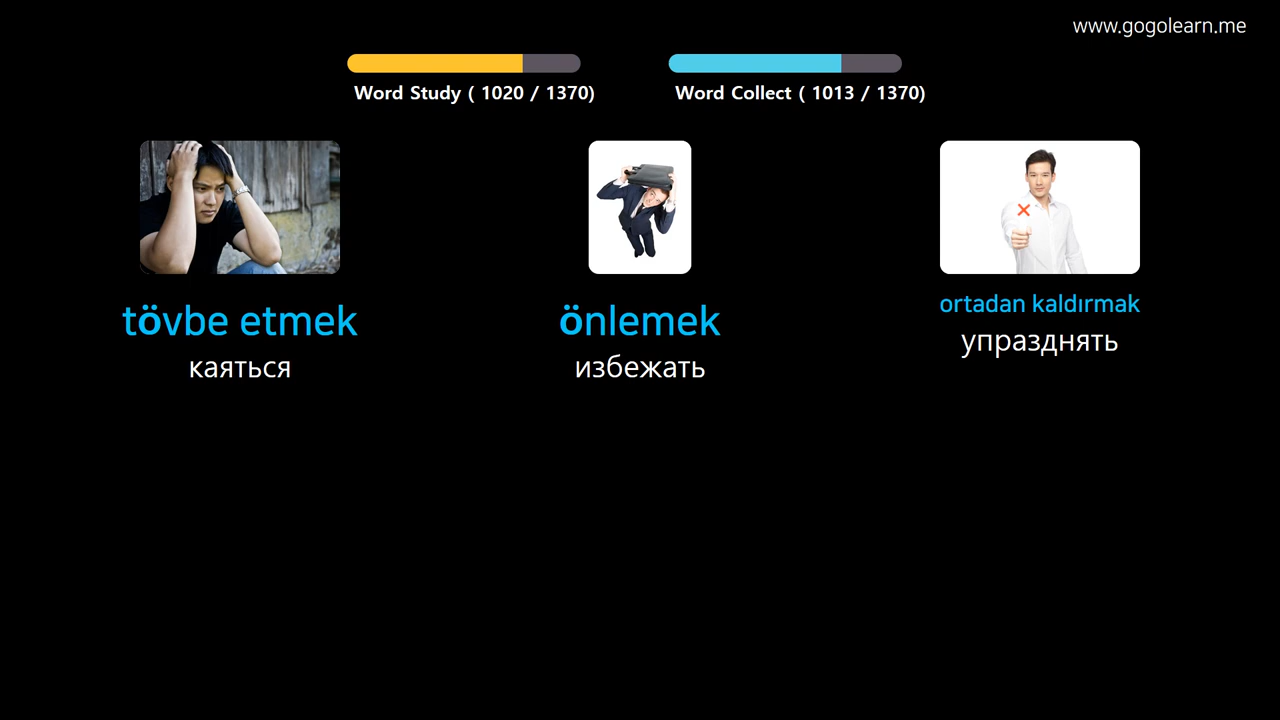 www.gogolearn.me
Word Study ( 1020 / 1370)
Word Collect ( 1013 / 1370)
tövbe etmek
каяться
önlemek
избежать
ortadan kaldırmak
упразднять